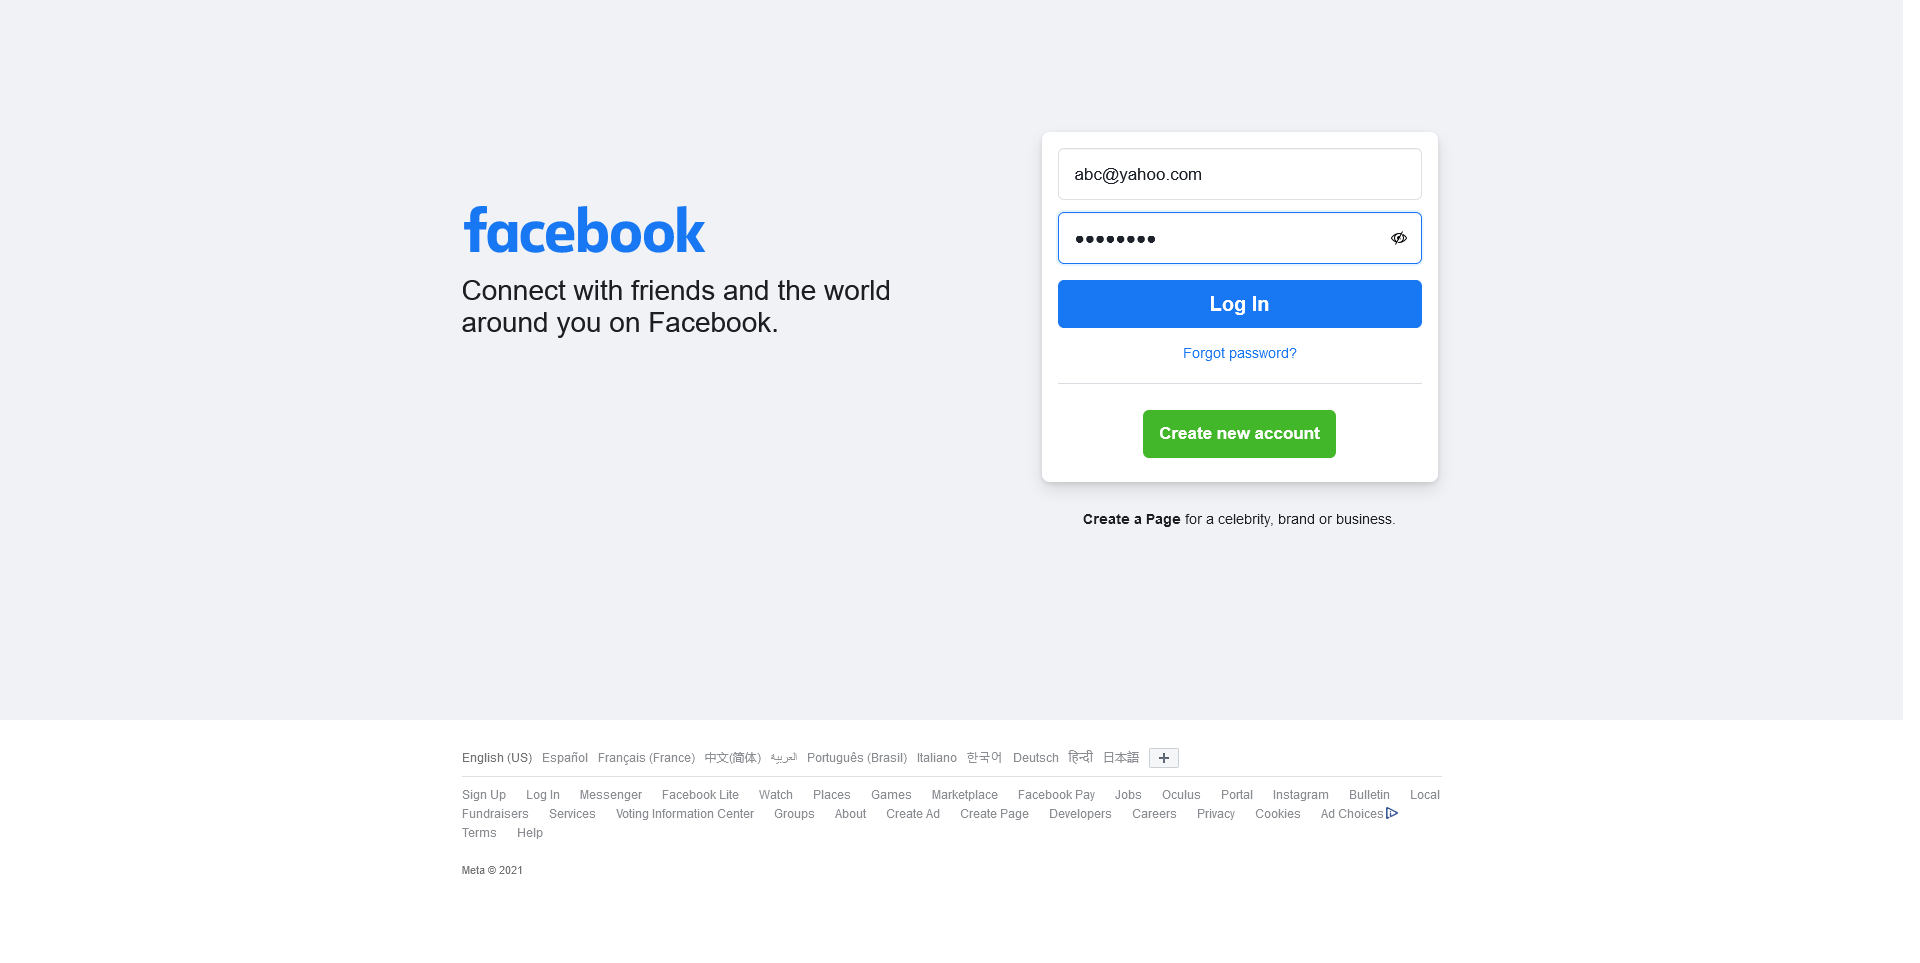 facebook
Connect with friends and the world
around you on Facebook.
abc@yahoo.com
Log In
Forgot password?
Create new account
Create a Page for a celebrity, brand or business.
English (US) Español Français (France) 中文(简体) العربية Português (Brasil) Italiano 한국어 Deutsch हिन्दी 日本語
Sign Up Log In Messenger Facebook Lite Watch Places Games Marketplace Facebook Pay Jobs Oculus Portal Instagram Bulletin Local
Fundraisers Services Voting Information Center Groups About Create Ad Create Page Developers Careers Privacy Cookies Ad Choices
Terms Help
Meta © 2021